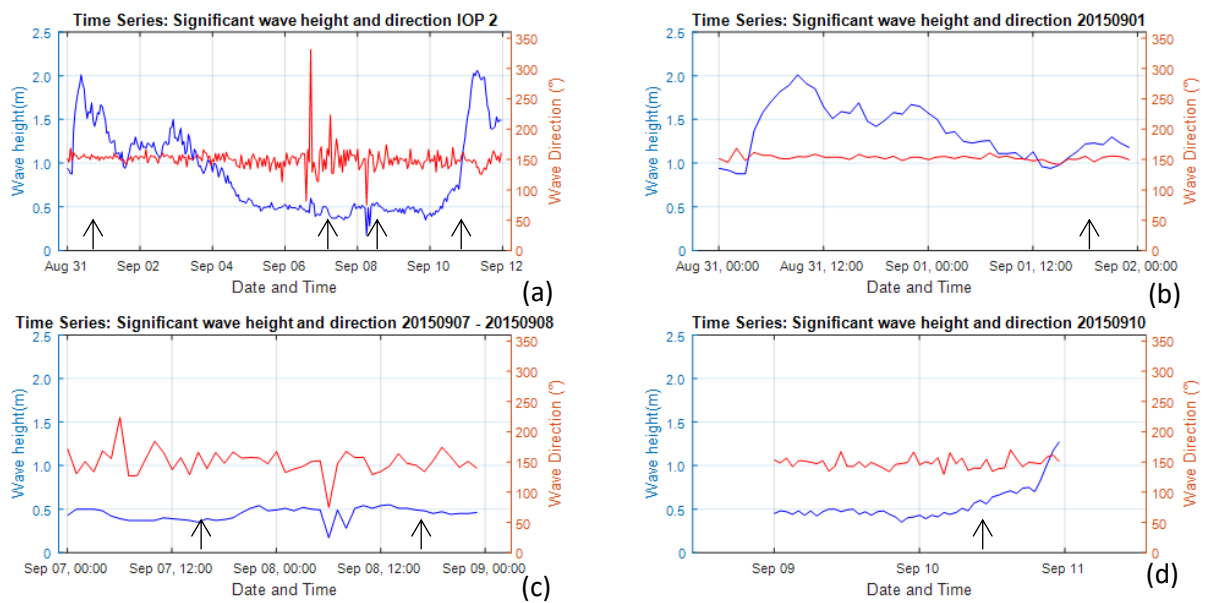 Time Series: Significant wave height and direction IOP 2
2.5
2.0
1.5
1.0
0.5
0
Wave height(m)
350
300
250
200
150
100
50
0
Wave Direction (°)
Aug 31
Sep 02
Sep 04
Sep 06
Sep 08
Sep 10
Sep 12
Date and Time
(a)
Time Series: Significant wave height and direction 20150901
2.5
2.0
1.5
1.0
0.5
0
Wave height(m)
350
300
250
200
150
100
50
0
Wave Direction (°)
Aug 31, 00:00
Aug 31, 12:00
Sep 01, 00:00
Sep 01, 12:00
Sep 02, 00:00
Date and Time
(b)
Time Series: Significant wave height and direction 20150907 - 20150908
2.5
2.0
1.5
1.0
0.5
0
Wave height(m)
350
300
250
200
150
100
50
0
Wave Direction (°)
Sep 07, 00:00
Sep 07, 12:00
Sep 08, 00:00
Sep 08, 12:00
Sep 09, 00:00
Date and Time
(c)
Time Series: Significant wave height and direction 20150910
2.5
2.0
1.5
1.0
0.5
0
Wave height(m)
350
300
250
200
150
100
50
0
Wave Direction (°)
Sep 09
Sep 10
Sep 11
Date and Time
(d)